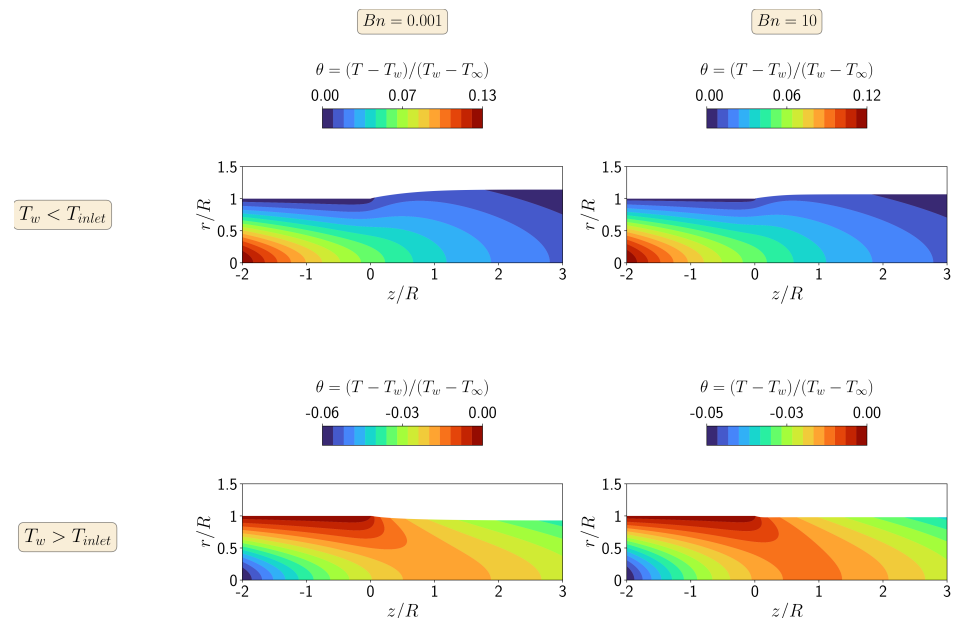 Bn = 0.001
Bn = 10
θ = (T − T_w)/(T_w − T_∞)
θ = (T − T_w)/(T_w − T_∞)
0.00 0.07 0.13
0.00 0.06 0.12
T_w < T_inlet
1.5
1
0.5
0
r/R
-2 -1 0 1 2 3
z/R
1.5
1
0.5
0
r/R
-2 -1 0 1 2 3
z/R
θ = (T − T_w)/(T_w − T_∞)
θ = (T − T_w)/(T_w − T_∞)
-0.06 -0.03 0.00
-0.05 -0.03 0.00
T_w > T_inlet
1.5
1
0.5
0
r/R
-2 -1 0 1 2 3
z/R
1.5
1
0.5
0
r/R
-2 -1 0 1 2 3
z/R